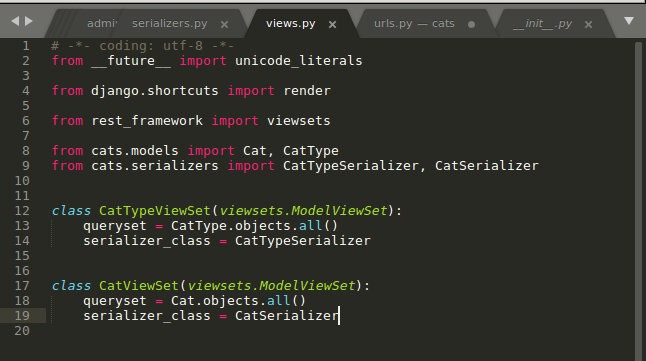 admi serializers.py views.py urls.py — cats __init__.py
1 # -*- coding: utf-8 -*-
2 from __future__ import unicode_literals
3
4 from django.shortcuts import render
5
6 from rest_framework import viewsets
7
8 from cats.models import Cat, CatType
9 from cats.serializers import CatTypeSerializer, CatSerializer
10
11
12 class CatTypeViewSet(viewsets.ModelViewSet):
13     queryset = CatType.objects.all()
14     serializer_class = CatTypeSerializer
15
16
17 class CatViewSet(viewsets.ModelViewSet):
18     queryset = Cat.objects.all()
19     serializer_class = CatSerializer
20